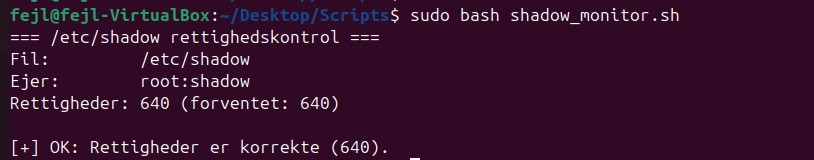 fejl@fejl-VirtualBox:~/Desktop/Scripts$ sudo bash shadow_monitor.sh
=== /etc/shadow rettighedskontrol ===
Fil:         /etc/shadow
Ejer:        root:shadow
Rettigheder: 640 (forventet: 640)

[+] OK: Rettigheder er korrekte (640).